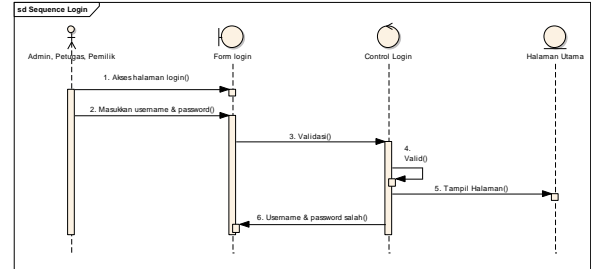 sd Sequence Login
Admin, Petugas, Pemilik
Form login
Control Login
Halaman Utama
1. Akses halaman login()
2. Masukkan username & password()
3. Validasi()
4.
Valid()
5. Tampil Halaman()
6. Username & password salah()